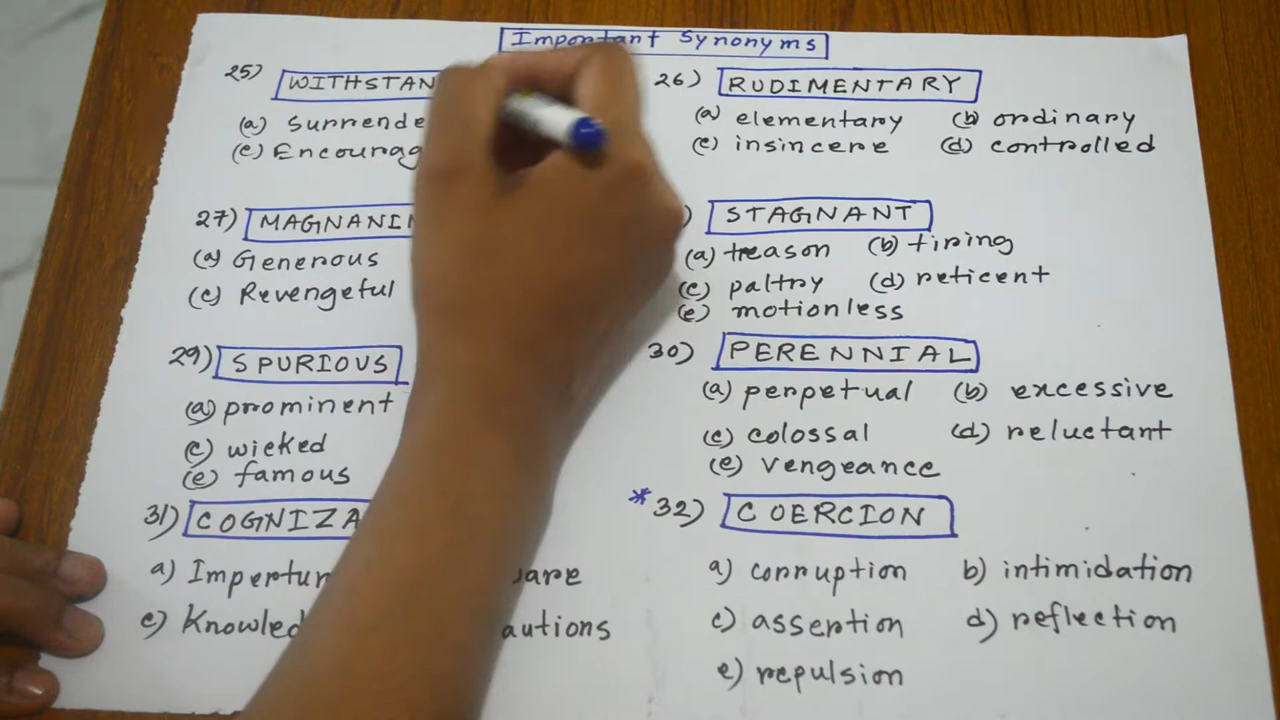 Important Synonyms
25) WITHSTAN
(a) Surrende
(c) Encourag
26) RUDIMENTARY
(a) elementary (b) ordinary
(c) insincere (d) controlled
27) MAGNANIM
(a) Generous
(c) Revengeful
) STAGNANT
(a) treason (b) tiring
(c) paltry (d) reticent
(e) motionless
29) SPURIOUS
(a) prominent
(c) wicked
(e) famous
30) PERENNIAL
(a) perpetual (b) excessive
(c) colossal (d) reluctant
(e) vengeance
31) COGNIZA
a) Impertur ware
c) Knowled autions
*32) COERCION
a) corruption b) intimidation
c) assertion d) reflection
e) repulsion